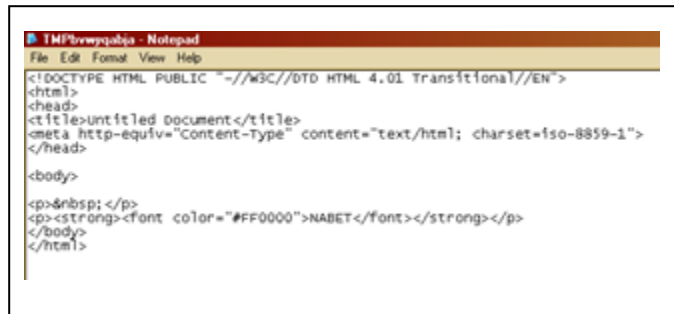 TMPbvwyqabja - Notepad
File Edit Format View Help
<!DOCTYPE HTML PUBLIC "-//W3C//DTD HTML 4.01 Transitional//EN">
<html>
<head>
<title>Untitled Document</title>
<meta http-equiv="Content-Type" content="text/html; charset=iso-8859-1">
</head>
<body>
<p>&nbsp;</p>
<p><strong><font color="#FF0000">NABET</font></strong></p>
</body>
</html>